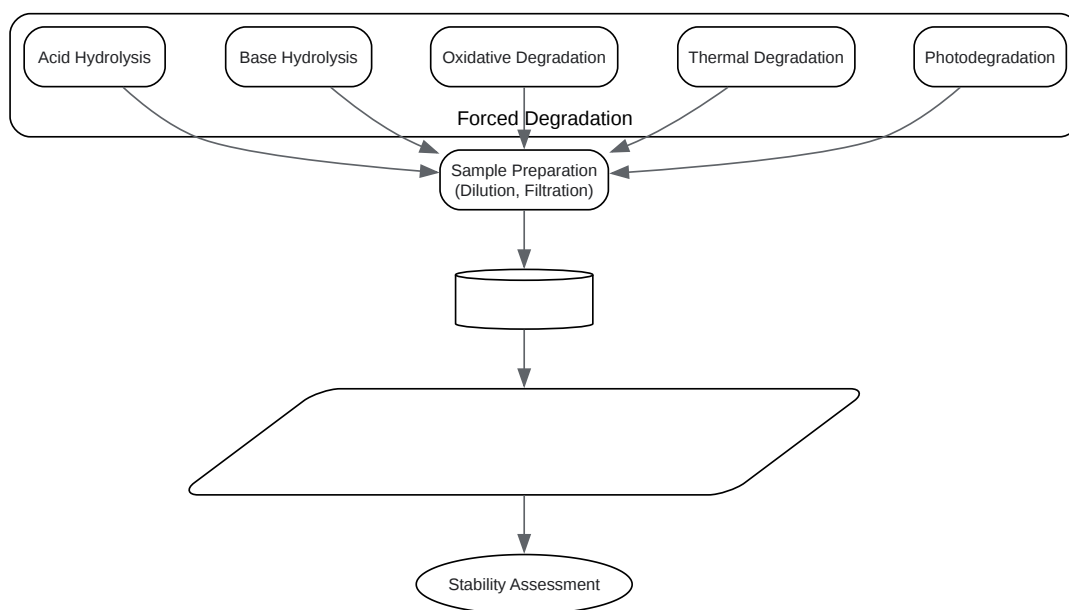 Acid Hydrolysis
Base Hydrolysis
Oxidative Degradation
Thermal Degradation
Photodegradation
Forced Degradation
Sample Preparation
(Dilution, Filtration)
Stability Assessment